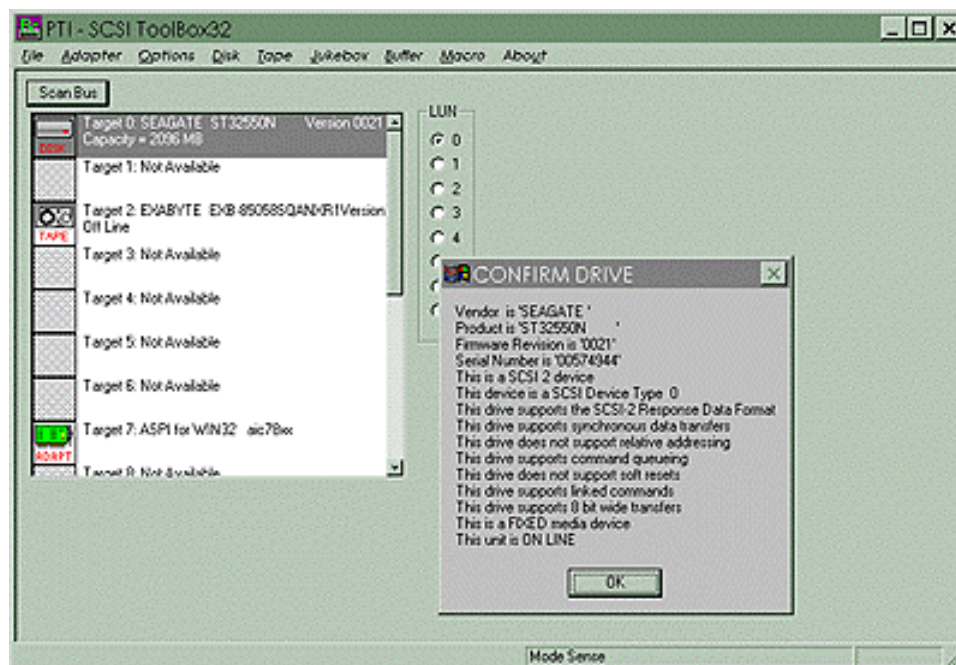 PTI - SCSI ToolBox32
File Adapter Options Disk Tape Jukebox Buffer Macro About
Scan Bus
DISK
Target 0: SEAGATE ST32550N Version 0021
Capacity = 2096 MB
Target 1: Not Available
TAPE
Target 2: EXABYTE EXB-85058SQANXR1Version
Off Line
Target 3: Not Available
Target 4: Not Available
Target 5: Not Available
Target 6: Not Available
ADAPT
Target 7: ASPI for WIN32 aic78xx
Target 8: Not Available
LUN
0
1
2
3
4
CONFIRM DRIVE
Vendor is 'SEAGATE '
Product is 'ST32550N '
Firmware Revision is '0021'
Serial Number is '00574944'
This is a SCSI 2 device
This device is a SCSI Device Type 0
This drive supports the SCSI-2 Response Data Format
This drive supports synchronous data transfers
This drive does not support relative addressing
This drive supports command queueing
This drive does not support soft resets
This drive supports linked commands
This drive supports 8 bit wide transfers
This is a FIXED media device
This unit is ON LINE
OK
Mode Sense